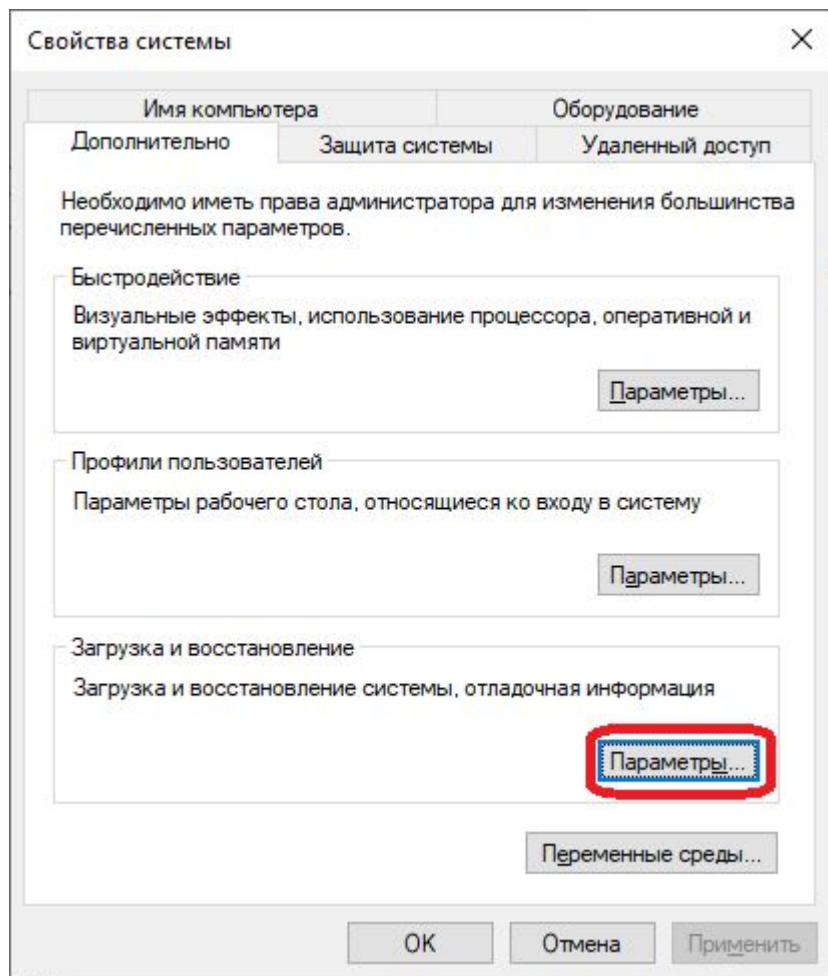 Свойства системы
Имя компьютера
Оборудование
Дополнительно
Защита системы
Удаленный доступ
Необходимо иметь права администратора для изменения большинства
перечисленных параметров.
Быстродействие
Визуальные эффекты, использование процессора, оперативной и
виртуальной памяти
Параметры...
Профили пользователей
Параметры рабочего стола, относящиеся ко входу в систему
Параметры...
Загрузка и восстановление
Загрузка и восстановление системы, отладочная информация
Параметры...
Переменные среды...
ОК
Отмена
Применить